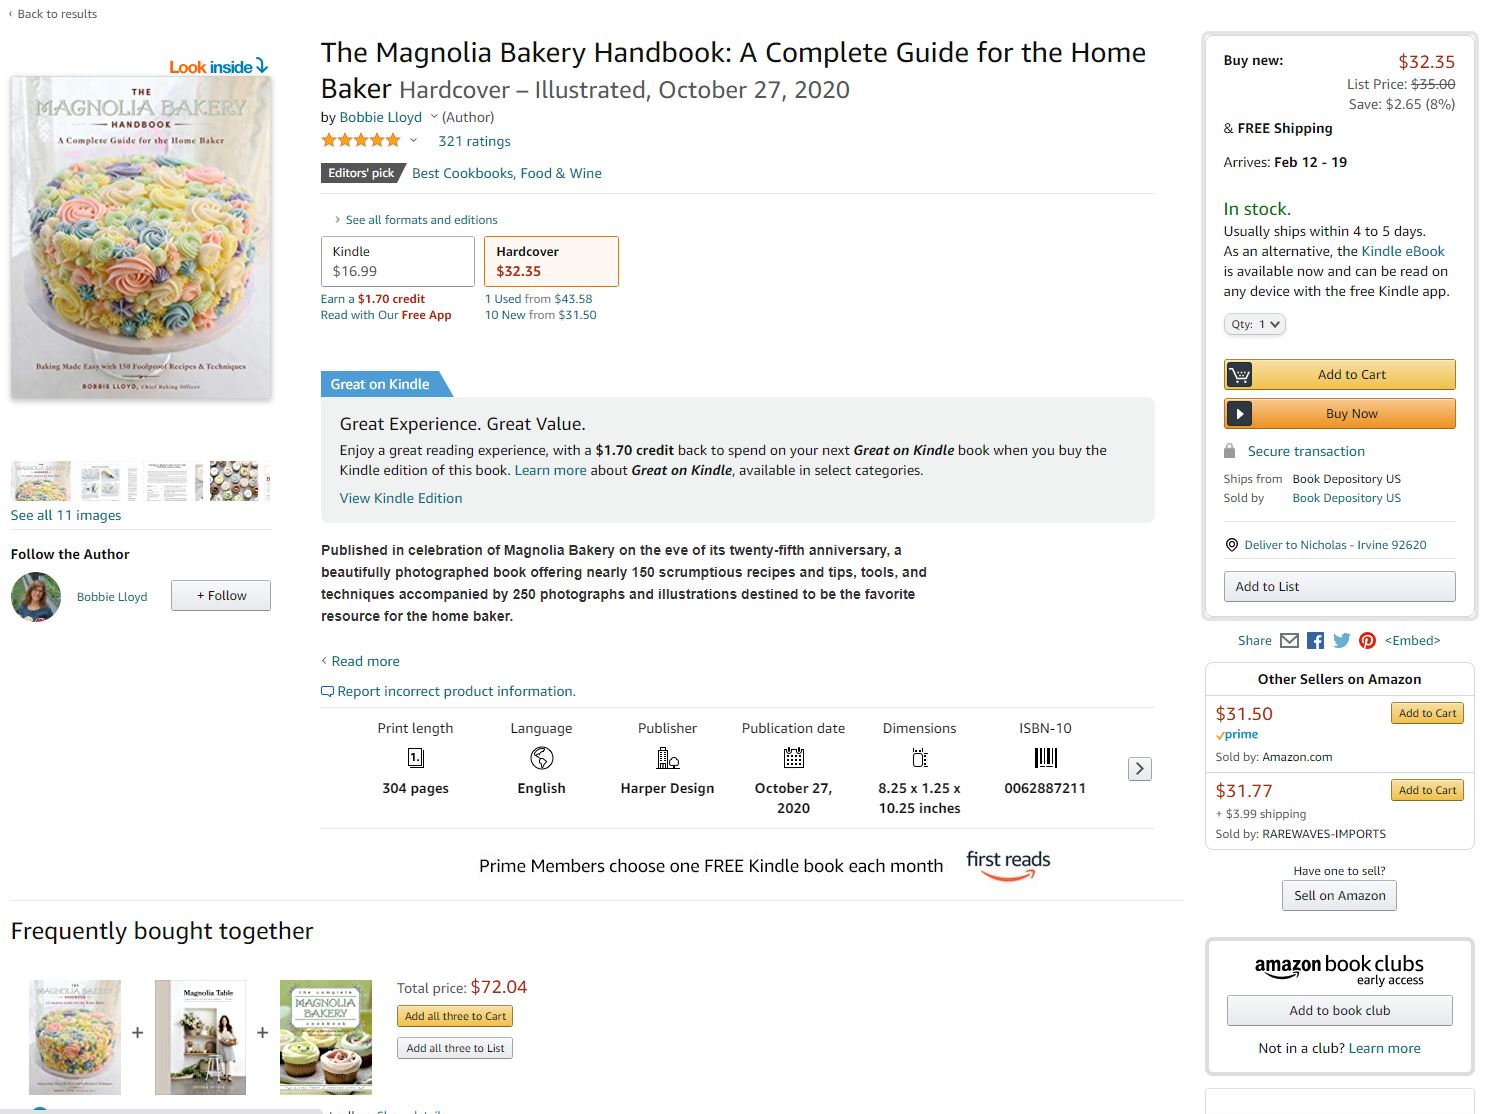 ‹ Back to results
Look inside
THE
MAGNOLIA BAKERY
HANDBOOK
A Complete Guide for the Home Baker
Baking Made Easy with 150 Foolproof Recipes & Techniques
BOBBIE LLOYD, Chief Baking Officer
See all 11 images
Follow the Author
Bobbie Lloyd
+ Follow
The Magnolia Bakery Handbook: A Complete Guide for the Home
Baker Hardcover – Illustrated, October 27, 2020
by Bobbie Lloyd (Author)
321 ratings
Editors' pick Best Cookbooks, Food & Wine
› See all formats and editions
Kindle
$16.99
Hardcover
$32.35
Earn a $1.70 credit
Read with Our Free App
1 Used from $43.58
10 New from $31.50
Great on Kindle
Great Experience. Great Value.
Enjoy a great reading experience, with a $1.70 credit back to spend on your next Great on Kindle book when you buy the
Kindle edition of this book. Learn more about Great on Kindle, available in select categories.
View Kindle Edition
Published in celebration of Magnolia Bakery on the eve of its twenty-fifth anniversary, a
beautifully photographed book offering nearly 150 scrumptious recipes and tips, tools, and
techniques accompanied by 250 photographs and illustrations destined to be the favorite
resource for the home baker.
‹ Read more
Report incorrect product information.
Print length
1.
304 pages
Language
English
Publisher
Harper Design
Publication date
October 27,
2020
Dimensions
8.25 x 1.25 x
10.25 inches
ISBN-10
0062887211
Prime Members choose one FREE Kindle book each month first reads
Frequently bought together
+
Magnolia Table
+
the complete
MAGNOLIA
BAKERY
cookbook
Total price: $72.04
Add all three to Cart
Add all three to List
Buy new: $32.35
List Price: $35.00
Save: $2.65 (8%)
& FREE Shipping
Arrives: Feb 12 - 19
In stock.
Usually ships within 4 to 5 days.
As an alternative, the Kindle eBook
is available now and can be read on
any device with the free Kindle app.
Qty: 1
Add to Cart
Buy Now
Secure transaction
Ships from Book Depository US
Sold by Book Depository US
Deliver to Nicholas - Irvine 92620
Add to List
Share <Embed>
Other Sellers on Amazon
$31.50 Add to Cart
prime
Sold by: Amazon.com
$31.77 Add to Cart
+ $3.99 shipping
Sold by: RAREWAVES-IMPORTS
Have one to sell?
Sell on Amazon
amazon book clubs
early access
Add to book club
Not in a club? Learn more